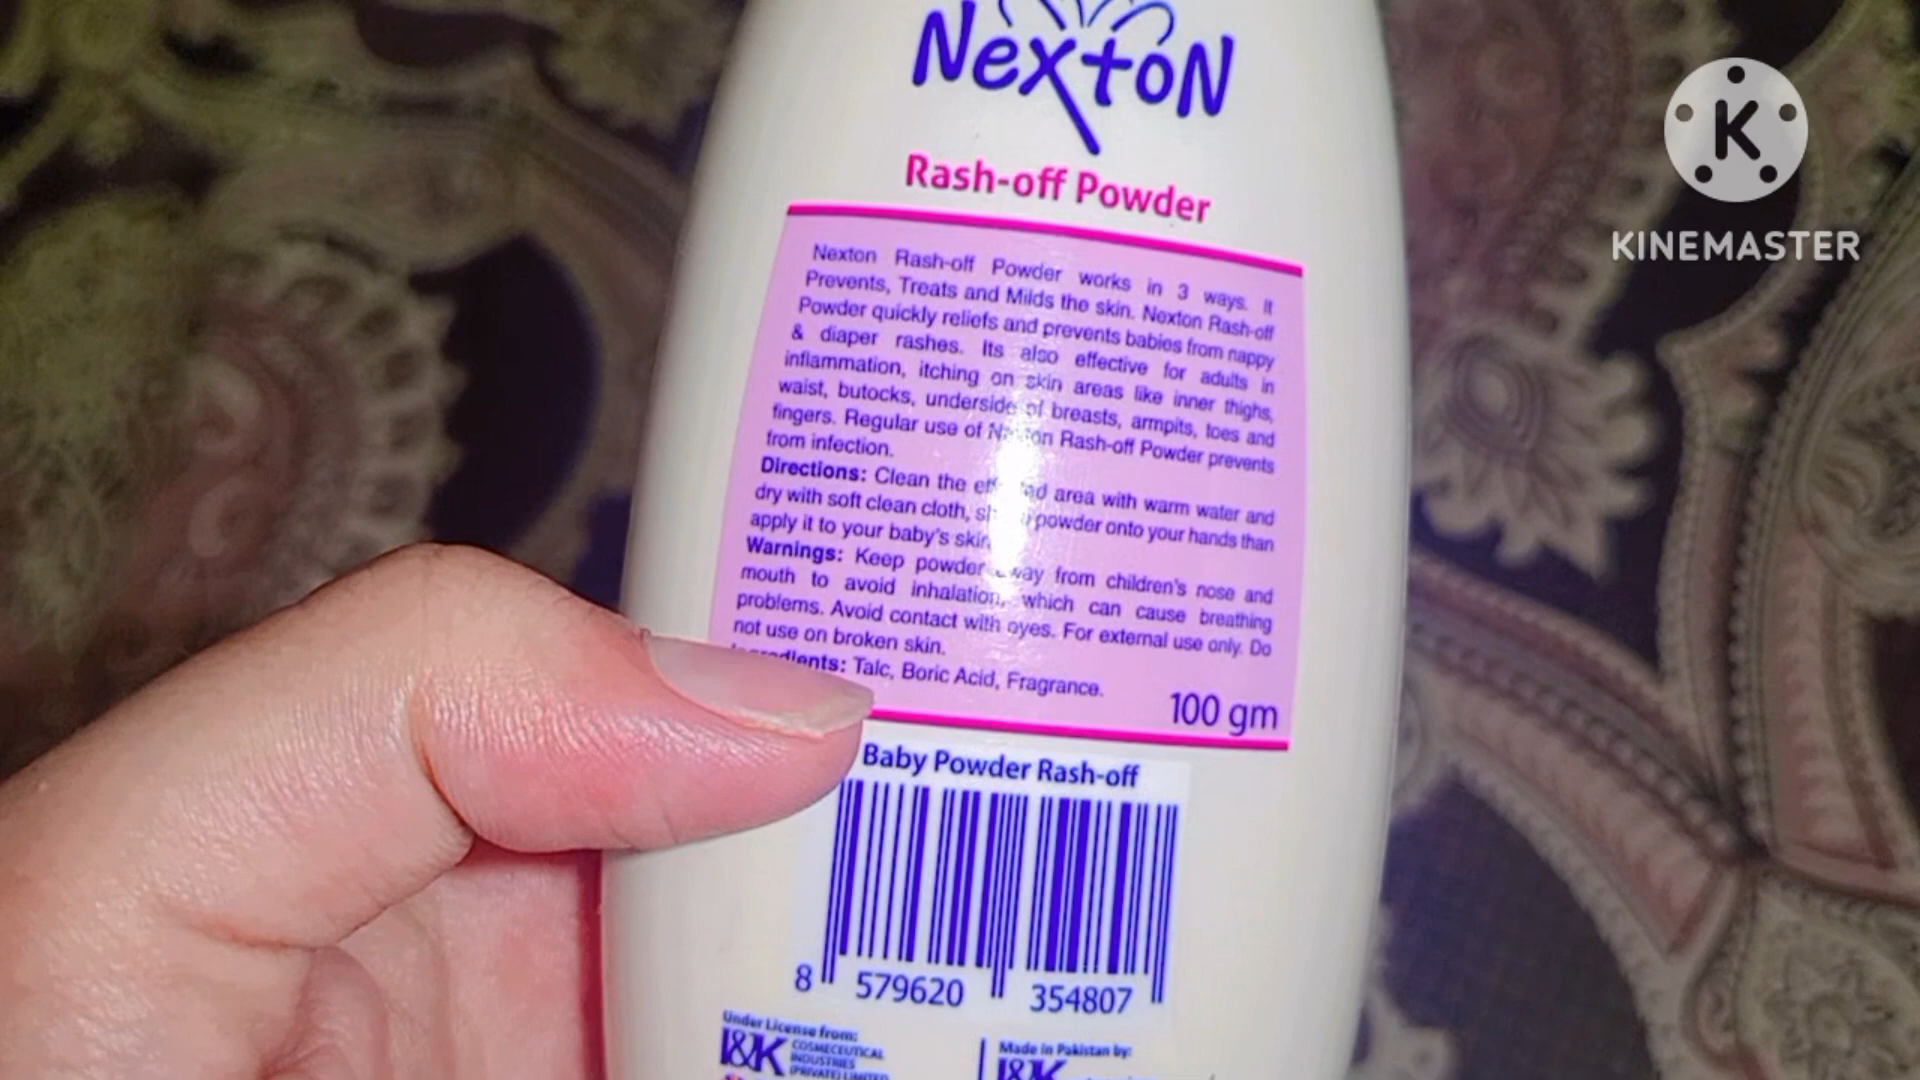 Nexton
Rash-off Powder
Nexton Rash-off Powder works in 3 ways. It
Prevents, Treats and Milds the skin. Nexton Rash-off
Powder quickly reliefs and prevents babies from nappy
& diaper rashes. Its also effective for adults in
inflammation, itching on skin areas like inner thighs,
waist, butocks, underside of breasts, armpits, toes and
fingers. Regular use of Nexton Rash-off Powder prevents
from infection.
Directions: Clean the area with warm water and
dry with soft clean cloth, powder onto your hands than
apply it to your baby's skin
Warnings: Keep powder away from children's nose and
mouth to avoid inhalation, which can cause breathing
problems. Avoid contact with eyes. For external use only. Do
not use on broken skin.
Ingredients: Talc, Boric Acid, Fragrance.
100 gm
Baby Powder Rash-off
8 579620 354807
Under License from:
I&K COSMECEUTICAL
INDUSTRIES
(PRIVATE) LIMITED
Made in Pakistan by:
I&K
K
KINEMASTER